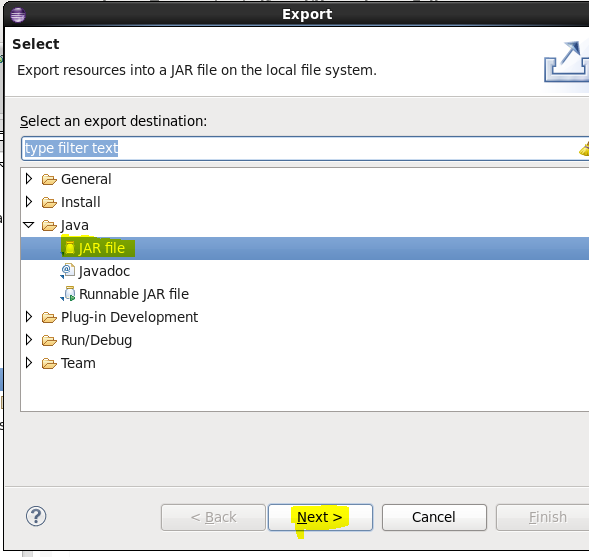 Export
Select
Export resources into a JAR file on the local file system.
Select an export destination:
type filter text
General
Install
Java
JAR file
Javadoc
Runnable JAR file
Plug-in Development
Run/Debug
Team
? < Back Next > Cancel Finish